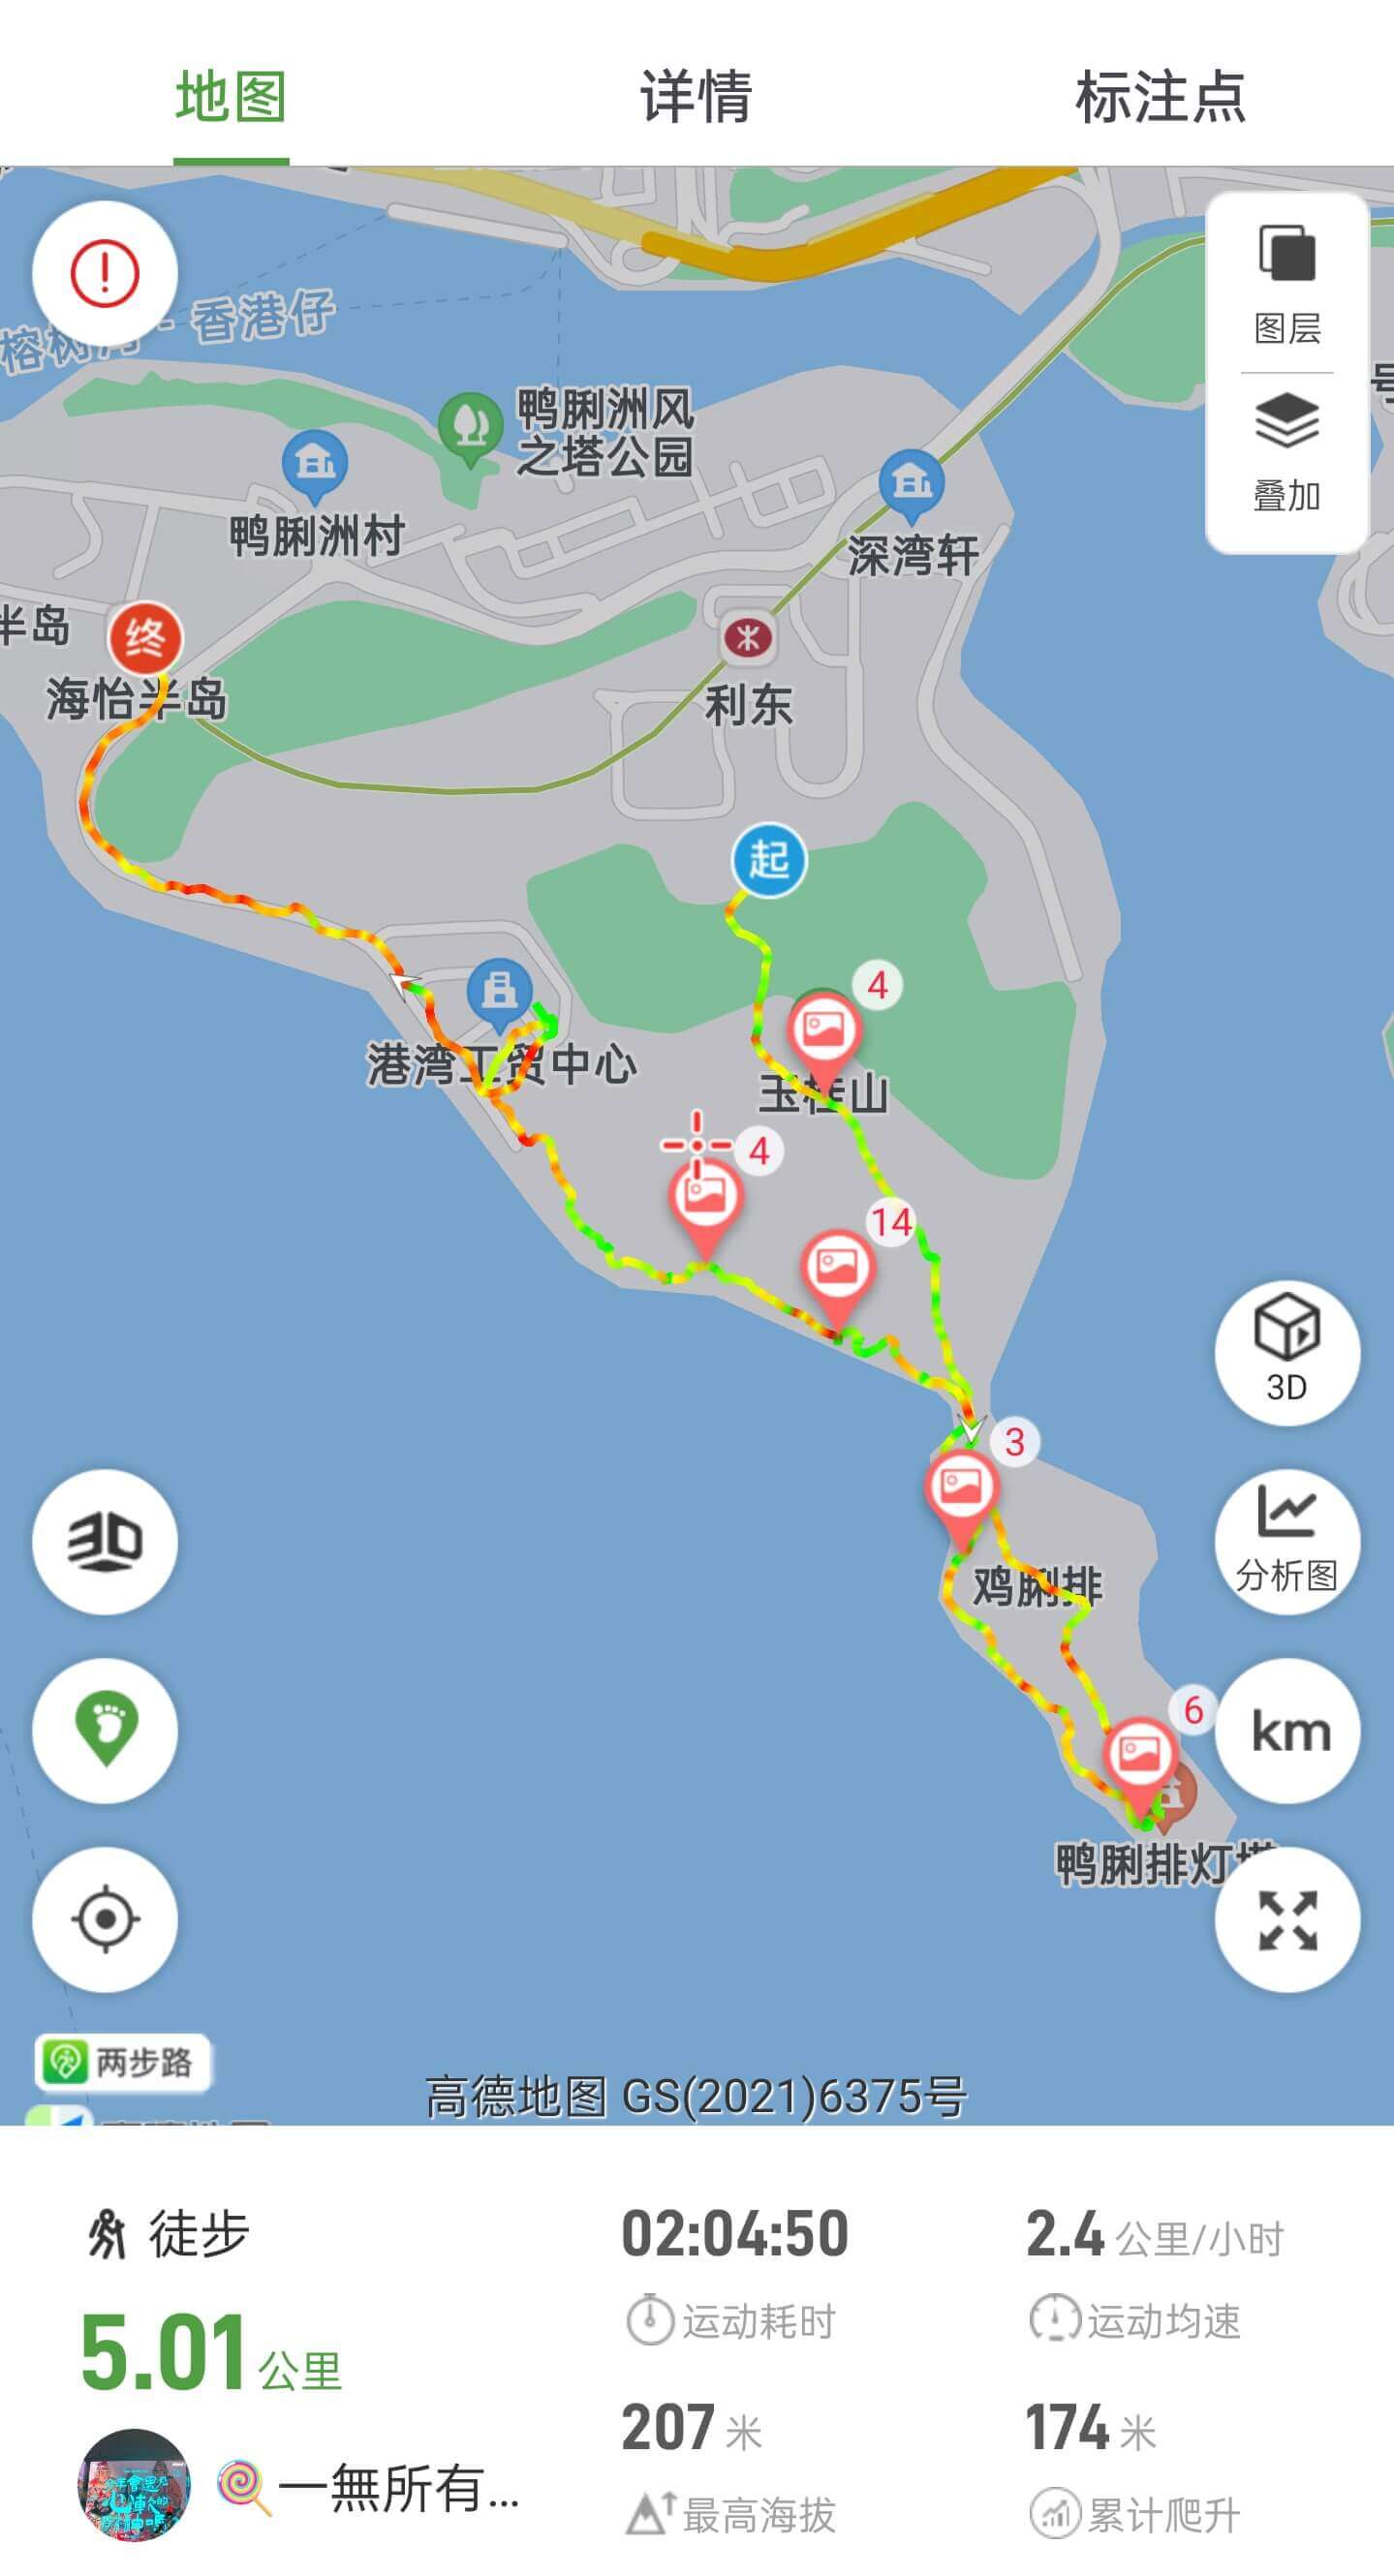 地图
详情
标注点
图层
叠加
- 香港仔
鸭脷洲风
之塔公园
鸭脷洲村
深湾轩
半岛
终
海怡半岛
利东
起
4
港湾工贸中心
玉桂山
4
14
3D
3
鸡脷排
分析图
3D
6
km
鸭脷排灯
两步路
高德地图 GS(2021)6375号
徒步
02:04:50
2.4 公里/小时
运动耗时
运动均速
5.01 公里
207 米
174 米
一無所有...
最高海拔
累计爬升